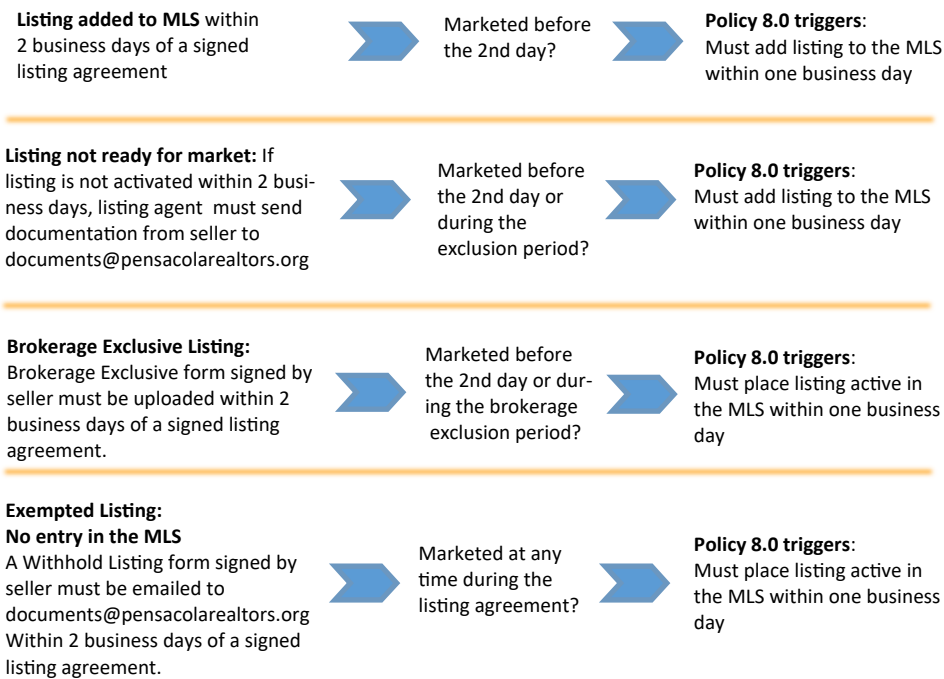 Listing added to MLS within
2 business days of a signed
listing agreement
Marketed before
the 2nd day?
Policy 8.0 triggers:
Must add listing to the MLS
within one business day
Listing not ready for market: If
listing is not activated within 2 busi-
ness days, listing agent must send
documentation from seller to
documents@pensacolarealtors.org
Marketed before
the 2nd day or
during the
exclusion period?
Policy 8.0 triggers:
Must add listing to the MLS
within one business day
Brokerage Exclusive Listing:
Brokerage Exclusive form signed by
seller must be uploaded within 2
business days of a signed listing
agreement.
Marketed before
the 2nd day or dur-
ing the brokerage
exclusion period?
Policy 8.0 triggers:
Must place listing active in
the MLS within one business
day
Exempted Listing:
No entry in the MLS
A Withhold Listing form signed by
seller must be emailed to
documents@pensacolarealtors.org
Within 2 business days of a signed
listing agreement.
Marketed at any
time during the
listing agreement?
Policy 8.0 triggers:
Must place listing active in
the MLS within one business
day